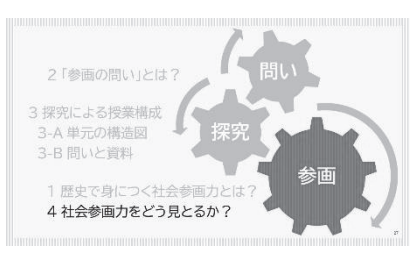 2「参画の問い」とは？
3 探究による授業構成
3-A 単元の構造図
3-B 問いと資料
1 歴史で身につく社会参画力とは？
4 社会参画力をどう見とるか？
問い
探究
参画